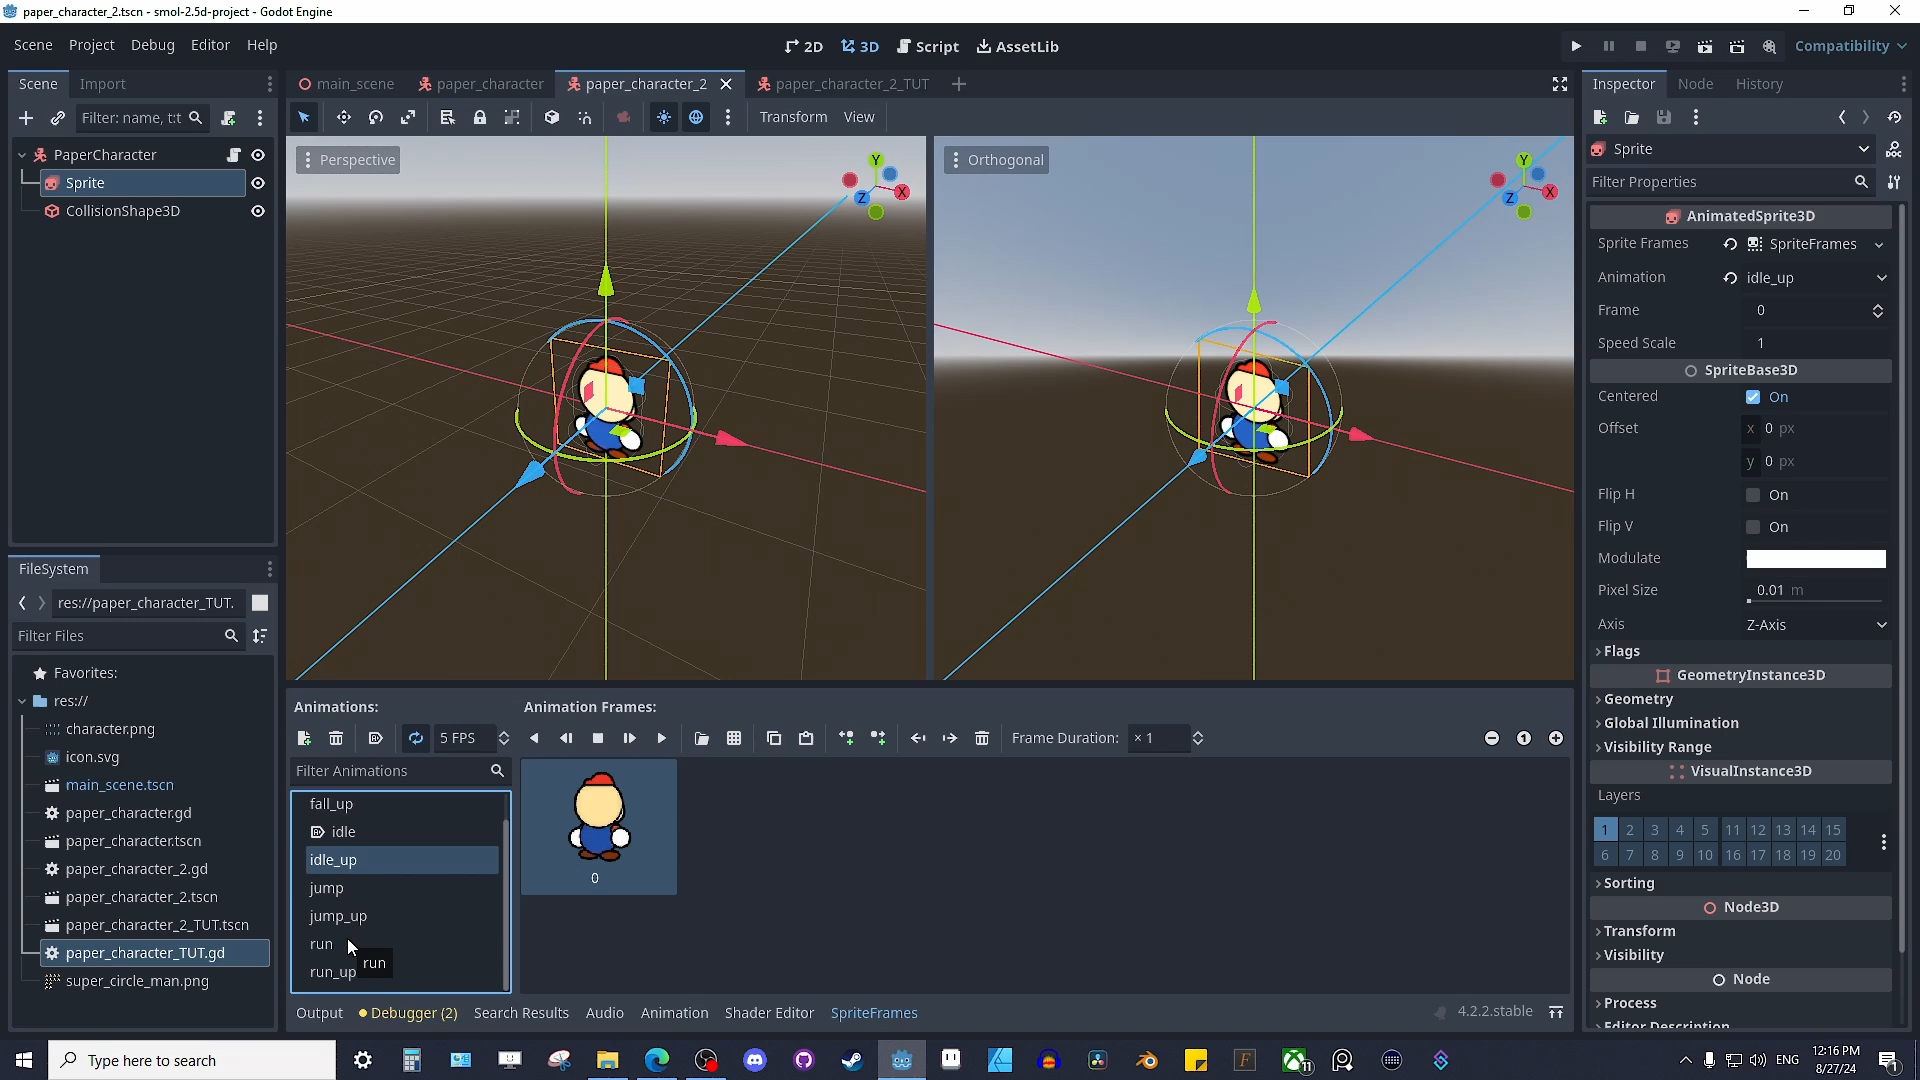 paper_character_2.tscn - smol-2.5d-project - Godot Engine
Scene Project Debug Editor Help
2D 3D Script AssetLib
Compatibility
Scene Import
main_scene paper_character paper_character_2 paper_character_2_TUT
Inspector Node History
Filter: name, t:t
Transform View
PaperCharacter
Sprite
CollisionShape3D
Perspective
Y
X
Z
Orthogonal
Y
X
Z
Sprite
Filter Properties
AnimatedSprite3D
Sprite Frames SpriteFrames
Animation idle_up
Frame 0
Speed Scale 1
SpriteBase3D
Centered On
Offset x 0 px
y 0 px
Flip H On
Flip V On
Modulate
Pixel Size 0.01 m
Axis Z-Axis
Flags
GeometryInstance3D
Geometry
Global Illumination
Visibility Range
VisualInstance3D
Layers
1 2 3 4 5 11 12 13 14 15
6 7 8 9 10 16 17 18 19 20
Sorting
Node3D
Transform
Visibility
Node
Process
Editor Description
FileSystem
res://paper_character_TUT.
Filter Files
Favorites:
res://
character.png
icon.svg
main_scene.tscn
paper_character.gd
paper_character.tscn
paper_character_2.gd
paper_character_2.tscn
paper_character_2_TUT.tscn
paper_character_TUT.gd
super_circle_man.png
Animations: Animation Frames:
5 FPS
Frame Duration: × 1
Filter Animations
fall_up
idle
idle_up
jump
jump_up
run
run_up
run
0
Output Debugger (2) Search Results Audio Animation Shader Editor SpriteFrames
4.2.2.stable
Type here to search
11
ENG
12:16 PM
8/27/24
1